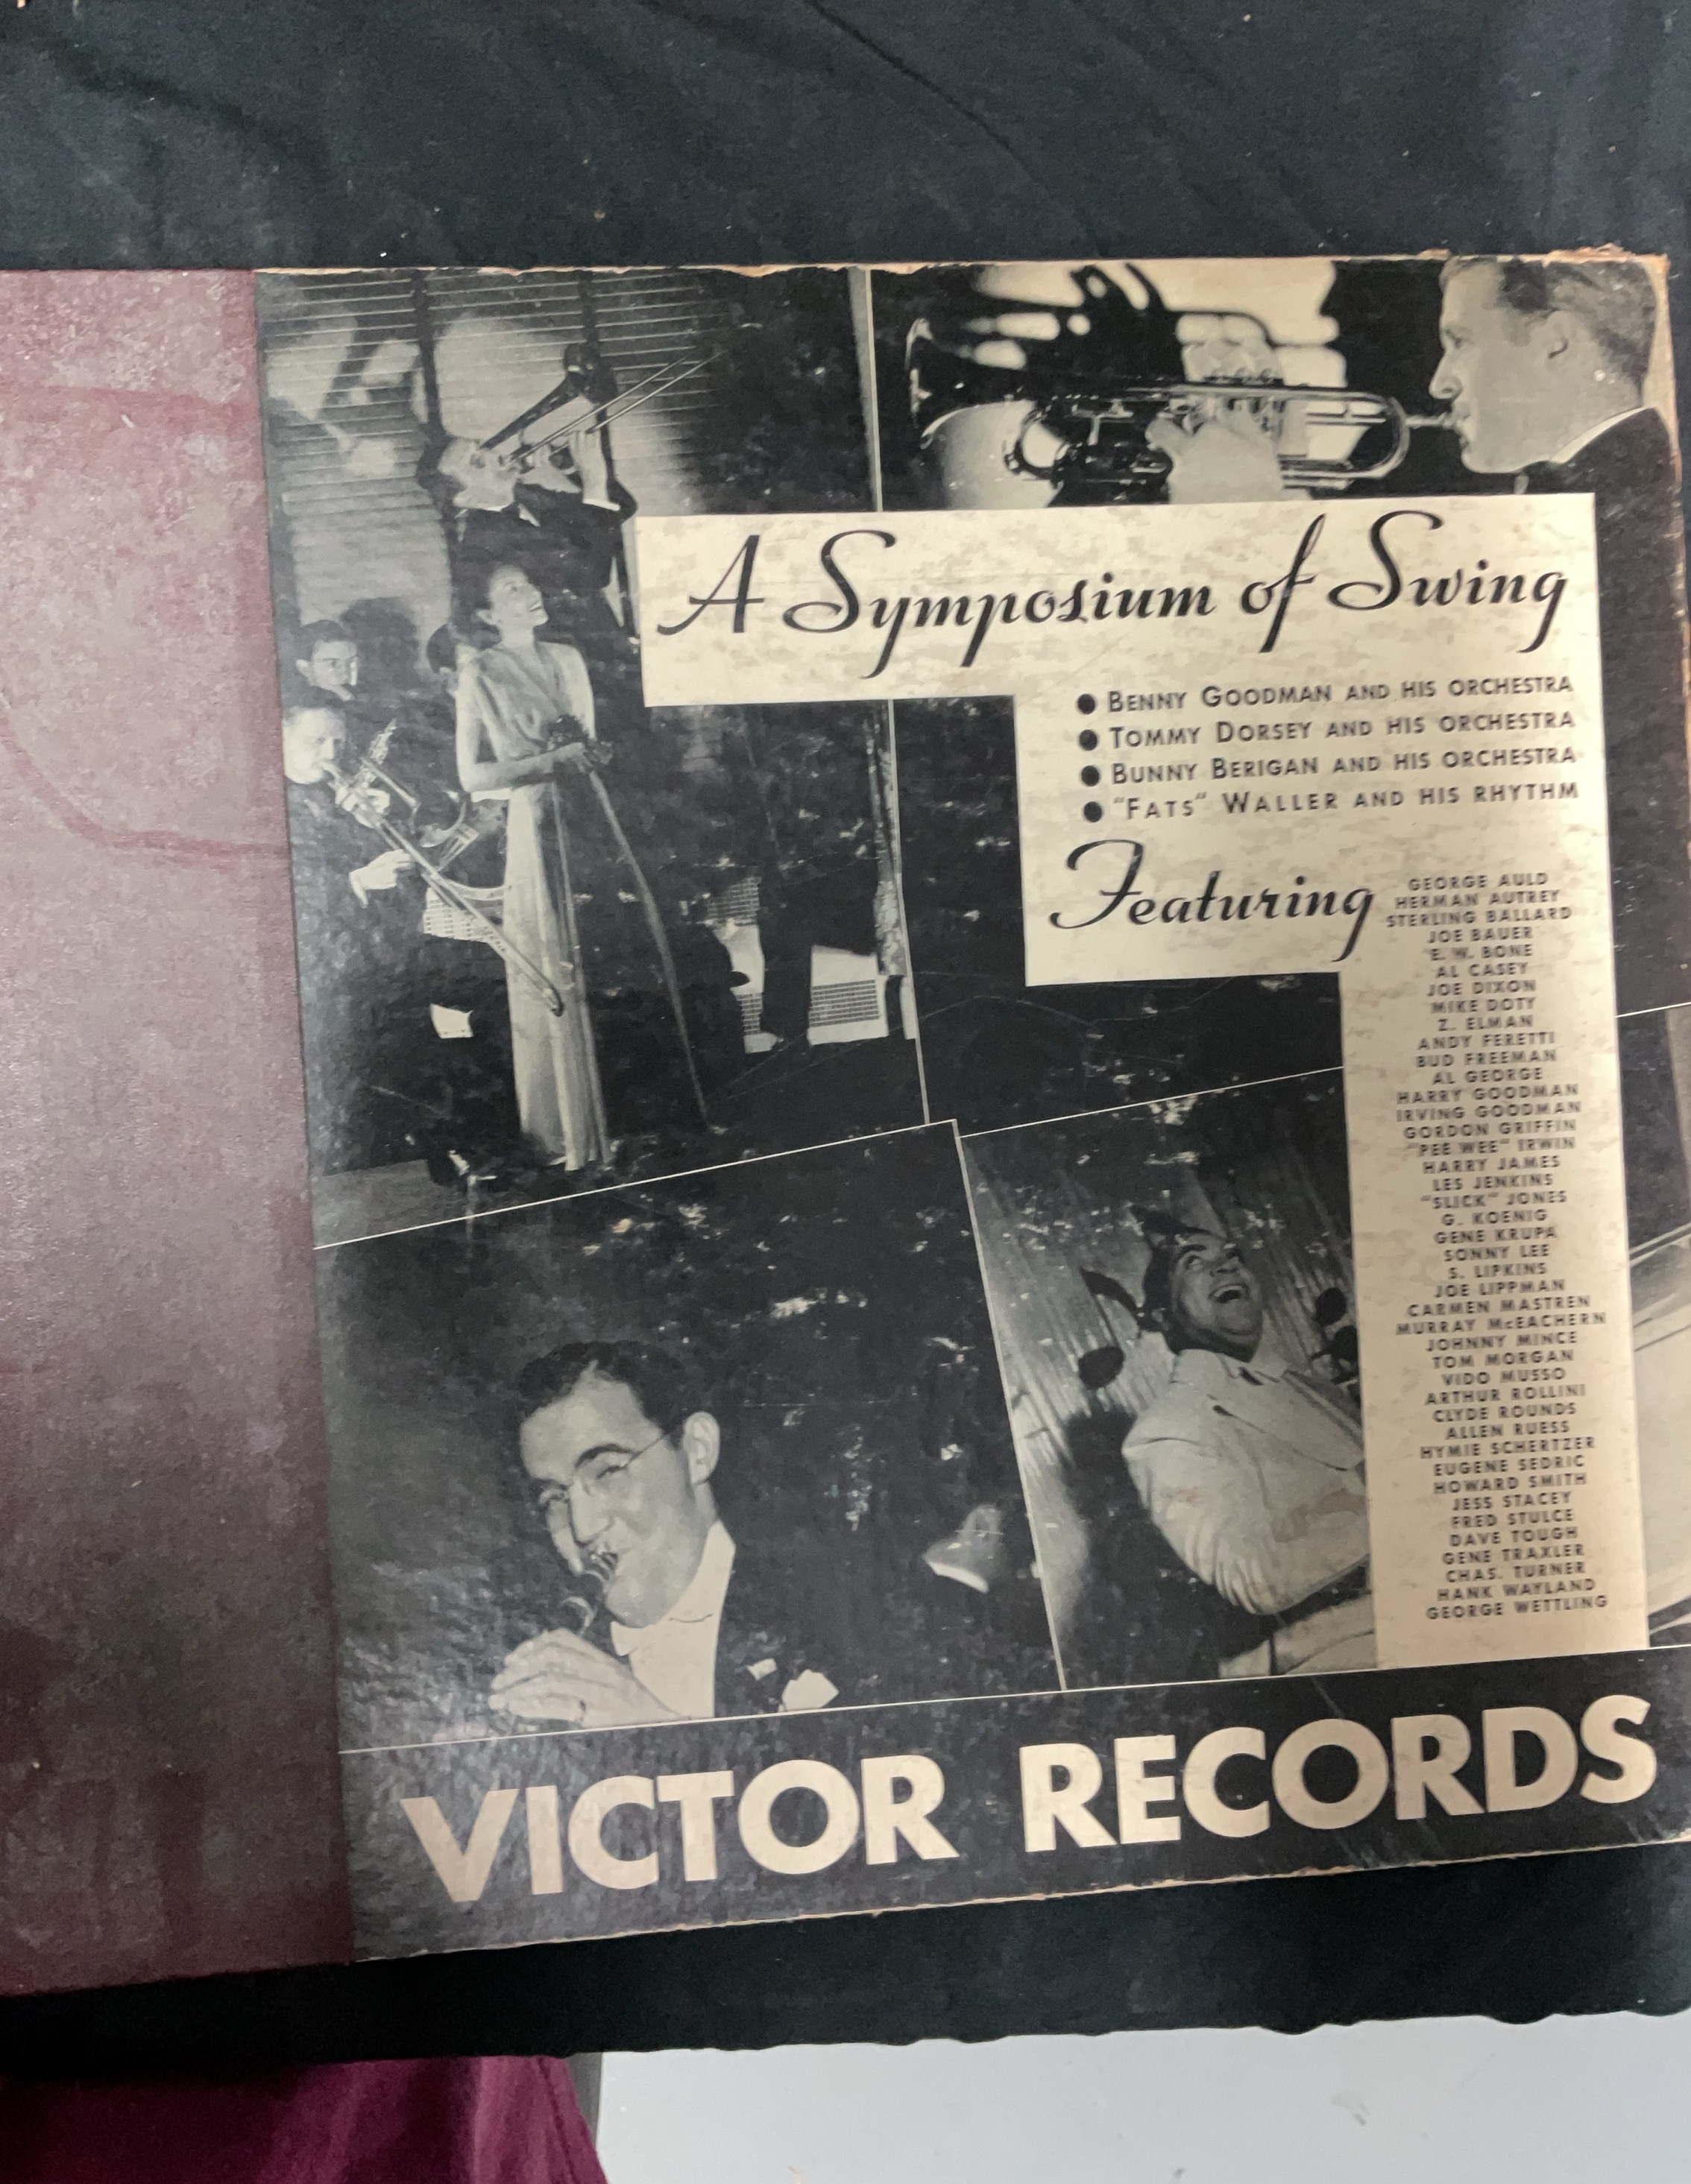 A Symposium of Swing
● BENNY GOODMAN AND HIS ORCHESTRA
● TOMMY DORSEY AND HIS ORCHESTRA
● BUNNY BERIGAN AND HIS ORCHESTRA
● "FATS" WALLER AND HIS RHYTHM
Featuring
GEORGE AULD
HERMAN AUTREY
STERLING BALLARD
JOE BAUER
E. W. BONE
AL CASEY
JOE DIXON
MIKE DOTY
Z. ELMAN
ANDY FERETTI
BUD FREEMAN
AL GEORGE
HARRY GOODMAN
IRVING GOODMAN
GORDON GRIFFIN
"PEE WEE" IRWIN
HARRY JAMES
LES JENKINS
"SLICK" JONES
G. KOENIG
GENE KRUPA
SONNY LEE
S. LIPKINS
JOE LIPPMAN
CARMEN MASTREN
MURRAY McEACHERN
JOHNNY MINCE
TOM MORGAN
VIDO MUSSO
ARTHUR ROLLINI
CLYDE ROUNDS
ALLEN RUESS
HYMIE SCHERTZER
EUGENE SEDRIC
HOWARD SMITH
JESS STACEY
FRED STULCE
DAVE TOUGH
GENE TRAXLER
CHAS. TURNER
HANK WAYLAND
GEORGE WETTLING
VICTOR RECORDS